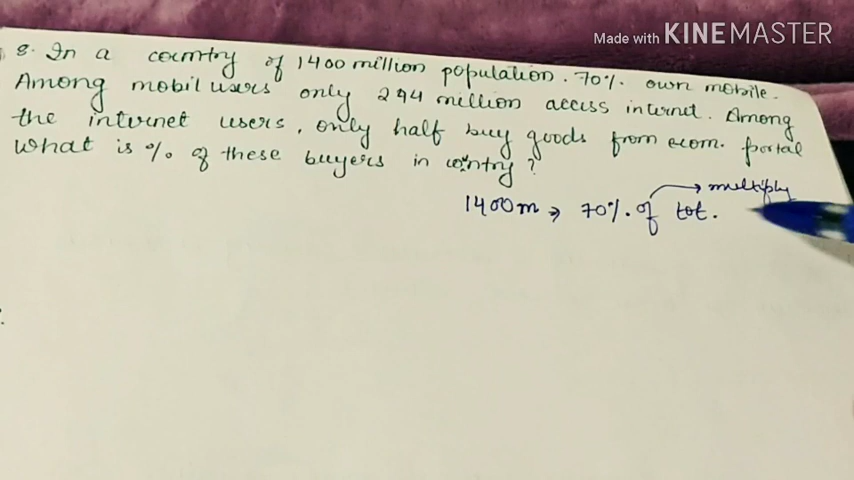 Made with KINEMASTER
8. In a country of 1400 million population. 70% own mobile.
Among mobil users only 294 million access internet. Among
the internet users, only half buy goods from ecom. portal
What is % of these buyers in country?
multiply
1400m → 70% of tot.